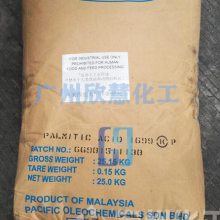 FOR INDUSTRIAL USE ONLY
PROHIBITED FOR HUMAN
FOOD AND FEED PROCESSING
广州欣慧化工
PALMITIC ACID 1699 P
BATCH NO.:
GROSS WEIGHT : 25.15 KG
TARE WEIGHT : 0.15 KG
NET WEIGHT : 25.0 KG
PRODUCT OF MALAYSIA
PACIFIC OLEOCHEMICALS SDN BHD